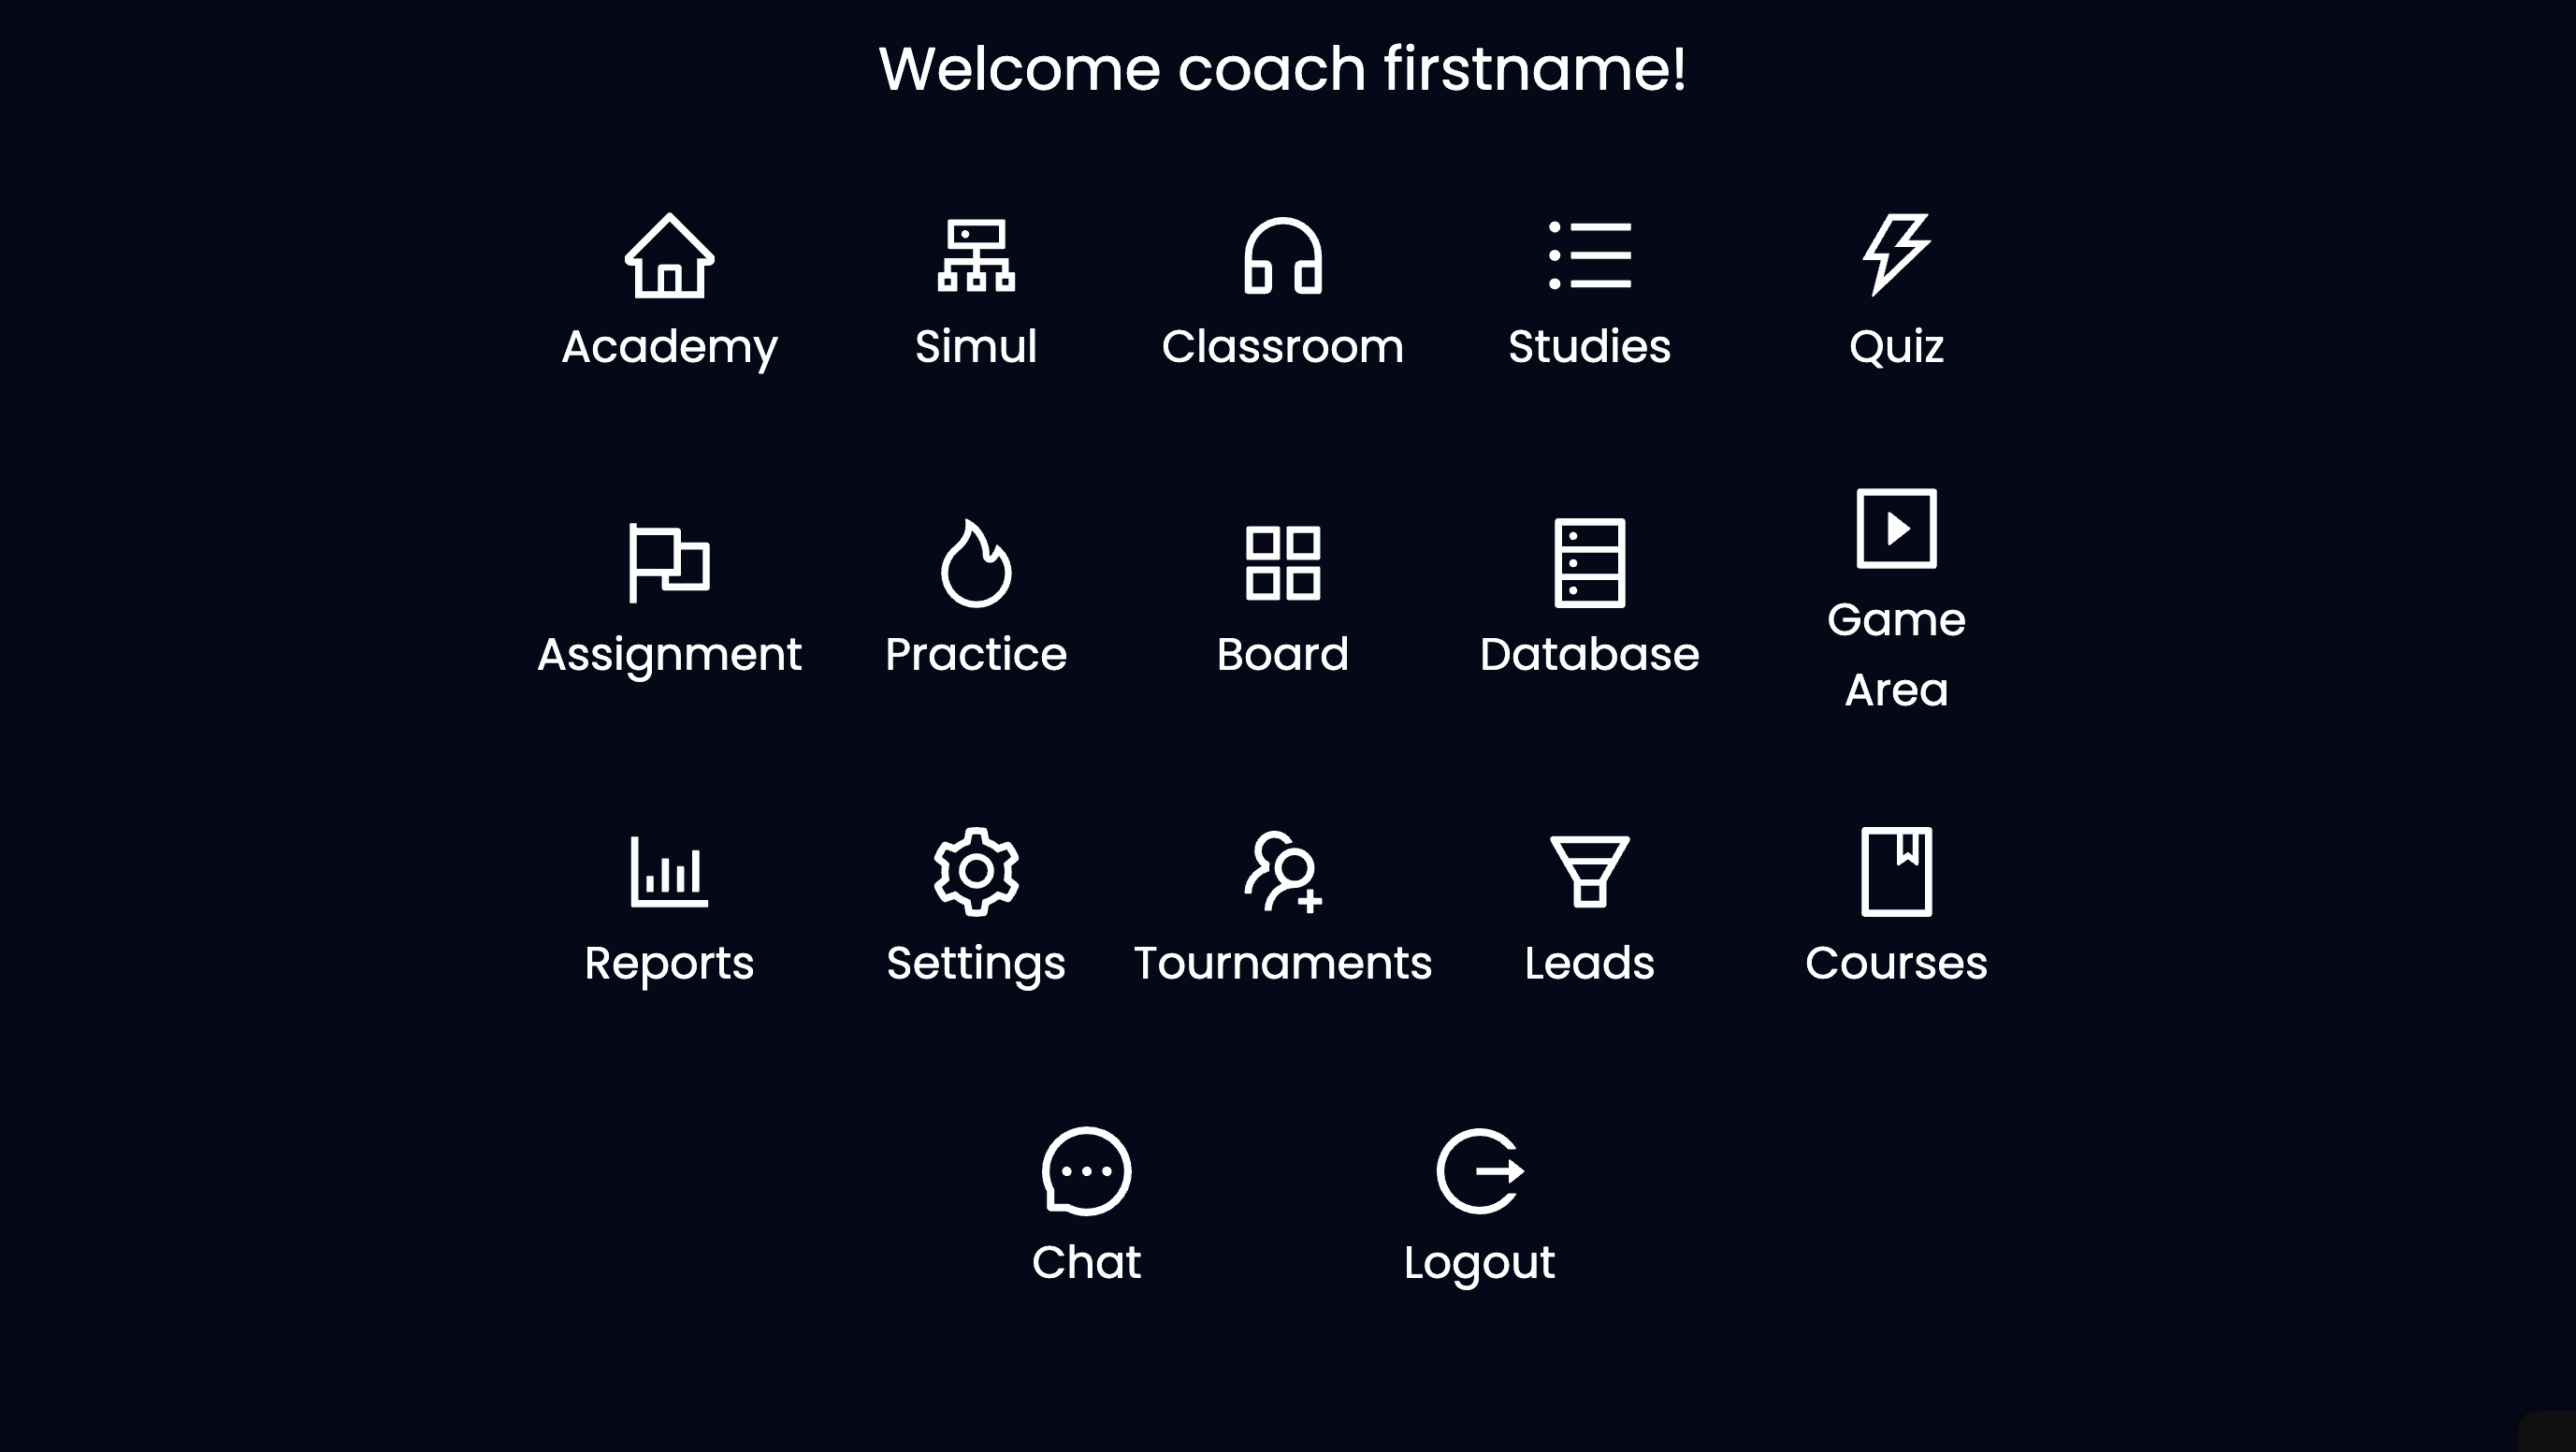 Welcome coach firstname!
Academy
Simul
Classroom
Studies
Quiz
Assignment
Practice
Board
Database
Game
Area
Reports
Settings
Tournaments
Leads
Courses
Chat
Logout